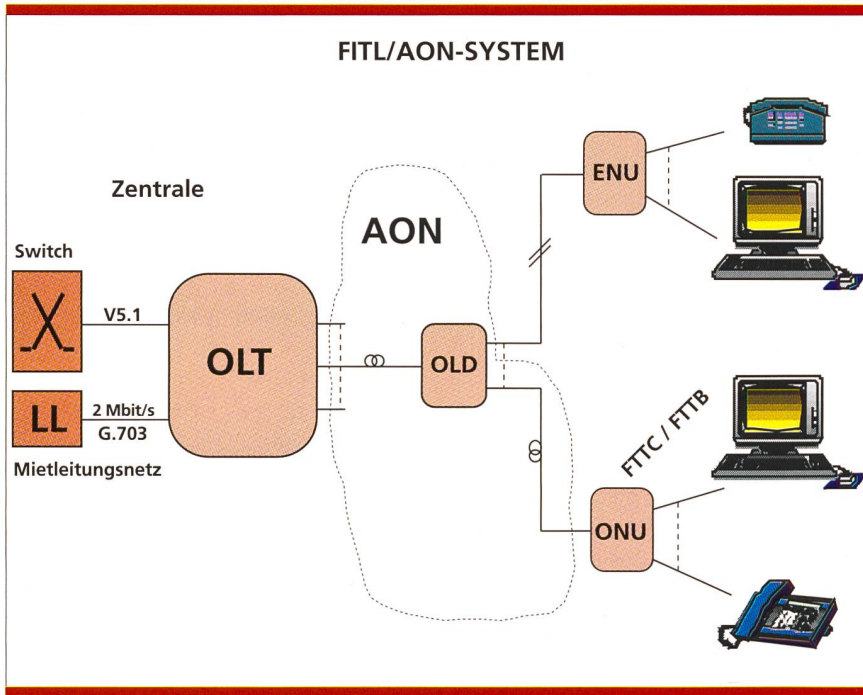 FITL/AON-SYSTEM
Zentrale
AON
Switch
V5.1
OLT
LL
2 Mbit/s
G.703
Mietleitungsnetz
OLD
ENU
FTTC / FTTB
ONU